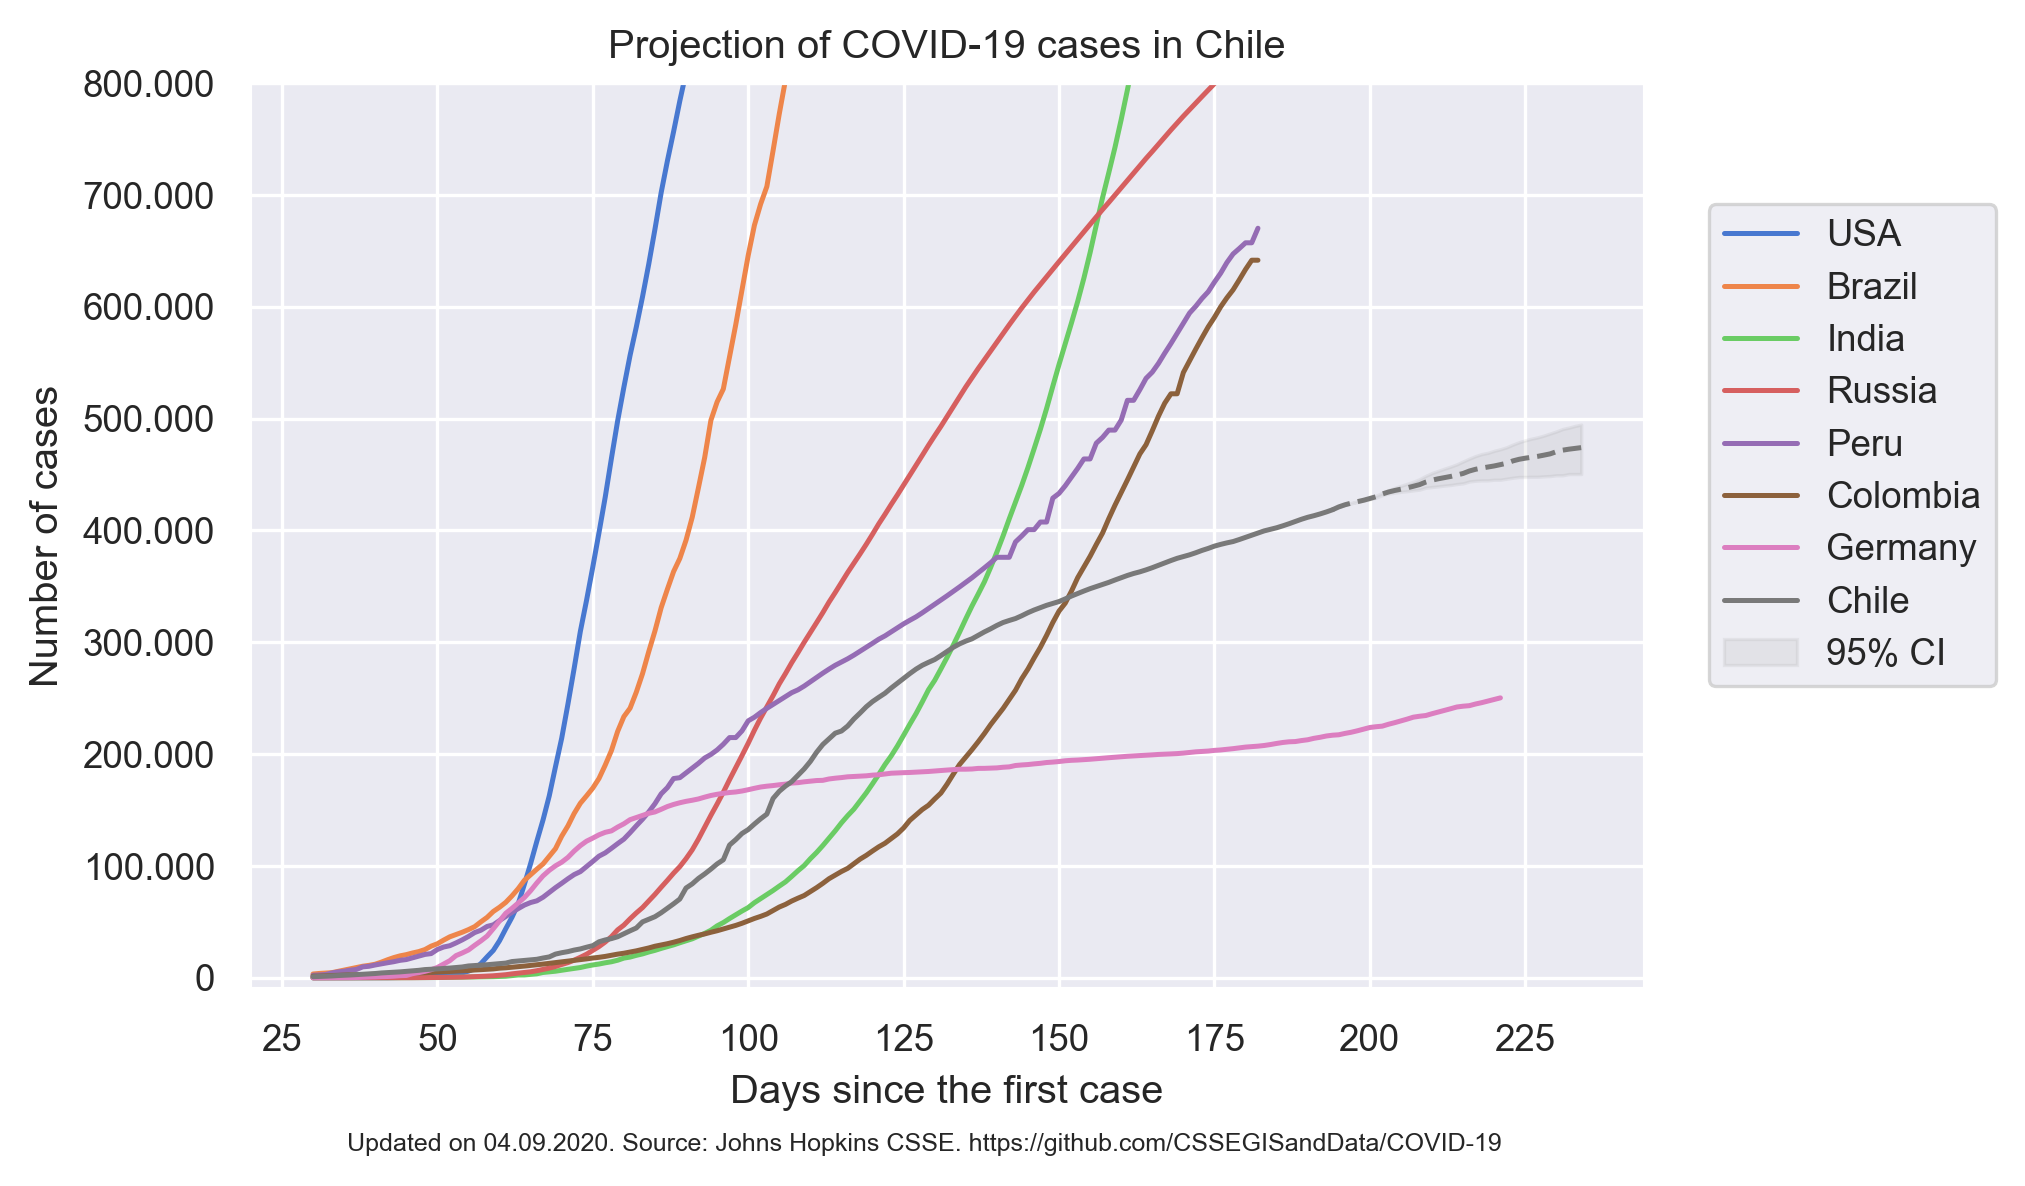 Projection of COVID-19 cases in Chile
800.000
700.000
600.000
500.000
400.000
300.000
200.000
100.000
0
Number of cases
25 50 75 100 125 150 175 200 225
Days since the first case
USA
Brazil
India
Russia
Peru
Colombia
Germany
Chile
95% CI
Updated on 04.09.2020. Source: Johns Hopkins CSSE. https://github.com/CSSEGISandData/COVID-19